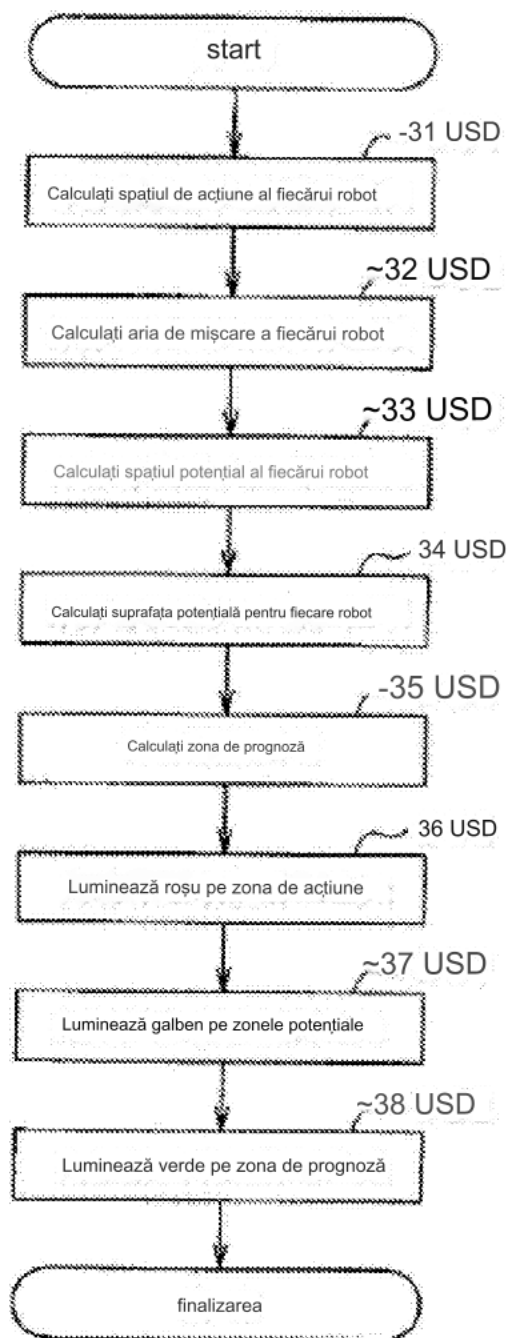 start
-31 USD
Calculați spațiul de acțiune al fiecărui robot
~32 USD
Calculați aria de mișcare a fiecărui robot
~33 USD
Calculați spațiul potențial al fiecărui robot
34 USD
Calculați suprafața potențială pentru fiecare robot
-35 USD
Calculați zona de prognoză
36 USD
Luminează roșu pe zona de acțiune
~37 USD
Luminează galben pe zonele potențiale
~38 USD
Luminează verde pe zona de prognoză
finalizarea